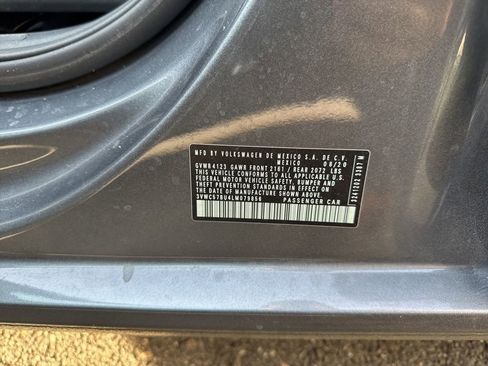 MFD BY VOLKSWAGEN DE MEXICO S.A. DE C.V.
MEXICO 06/20
GVWR 4123 GAWR FRONT 2161 / REAR 2072 LBS
THIS VEHICLE CONFORMS TO ALL APPLICABLE
FEDERAL MOTOR VEHICLE SAFETY, BUMPER AND
THEFT PREVENTION STANDARDS IN EFFECT ON
THE DATE OF MANUFACTURE SHOWN ABOVE.
3VWC57BU4LM079856 PASSENGER CAR